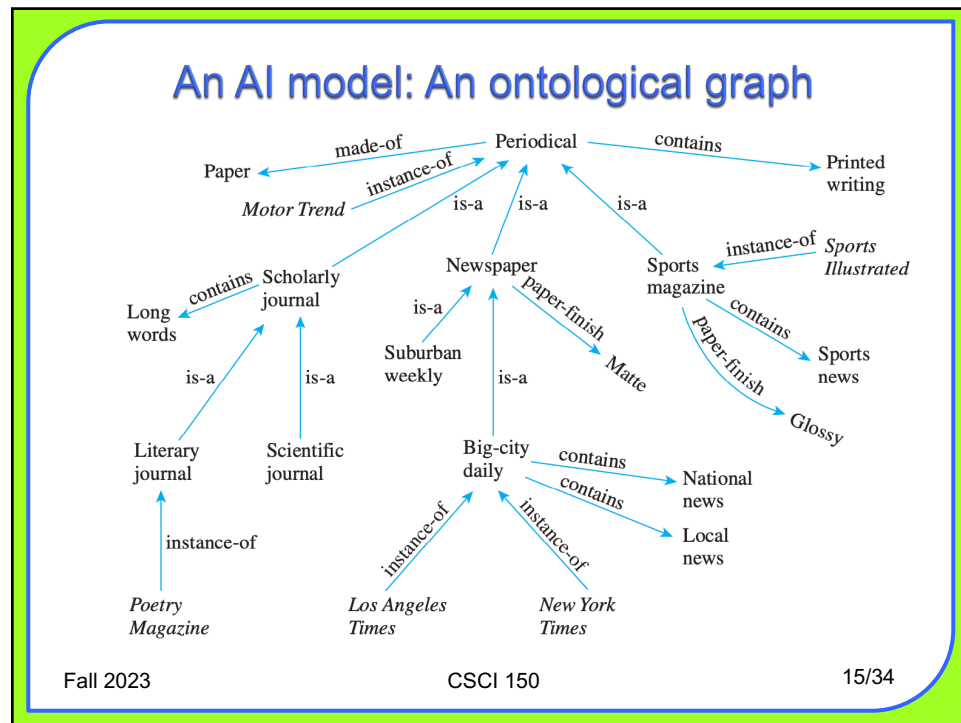 An AI model: An ontological graph
made-of
Periodical
contains
Paper
instance-of
Printed
writing
Motor Trend
is-a
is-a
is-a
instance-of
Sports
Illustrated
contains
Scholarly
journal
Newspaper
Sports
magazine
Long
words
is-a
paper-finish
contains
Suburban
weekly
Matte
paper-finish
Sports
news
is-a
is-a
is-a
Glossy
Literary
journal
Scientific
journal
Big-city
daily
contains
National
news
contains
Local
news
instance-of
instance-of
instance-of
Poetry
Magazine
Los Angeles
Times
New York
Times
Fall 2023
CSCI 150
15/34